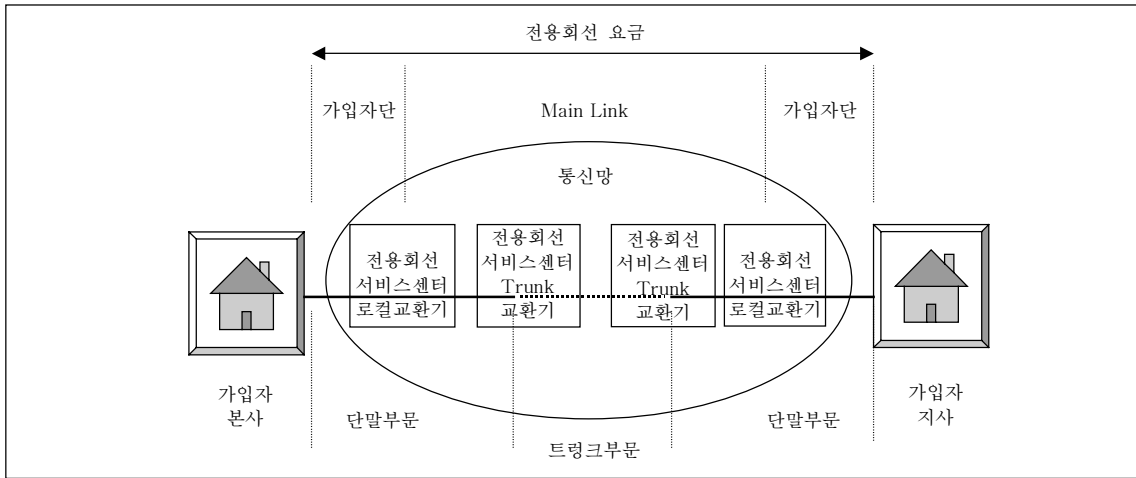 전용회선 요금
가입자단
Main Link
가입자단
통신망
전용회선
서비스센터
로컬교환기
전용회선
서비스센터
Trunk
교환기
전용회선
서비스센터
Trunk
교환기
전용회선
서비스센터
로컬교환기
가입자
본사
단말부문
트렁크부문
단말부문
가입자
지사